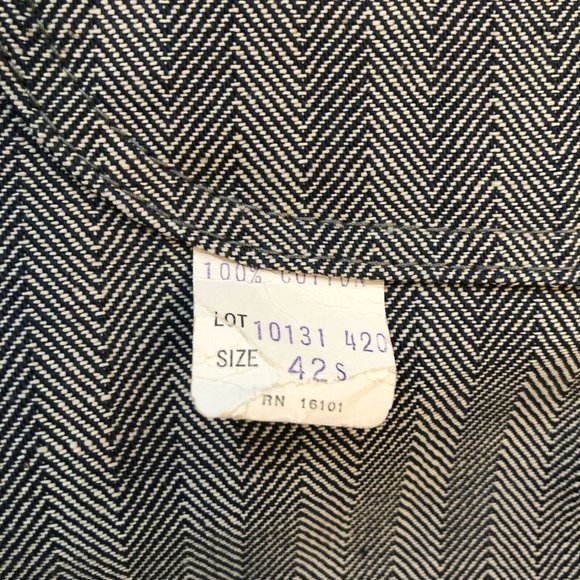 100% COTTON
LOT 10131 420
SIZE 42S
RN 16101